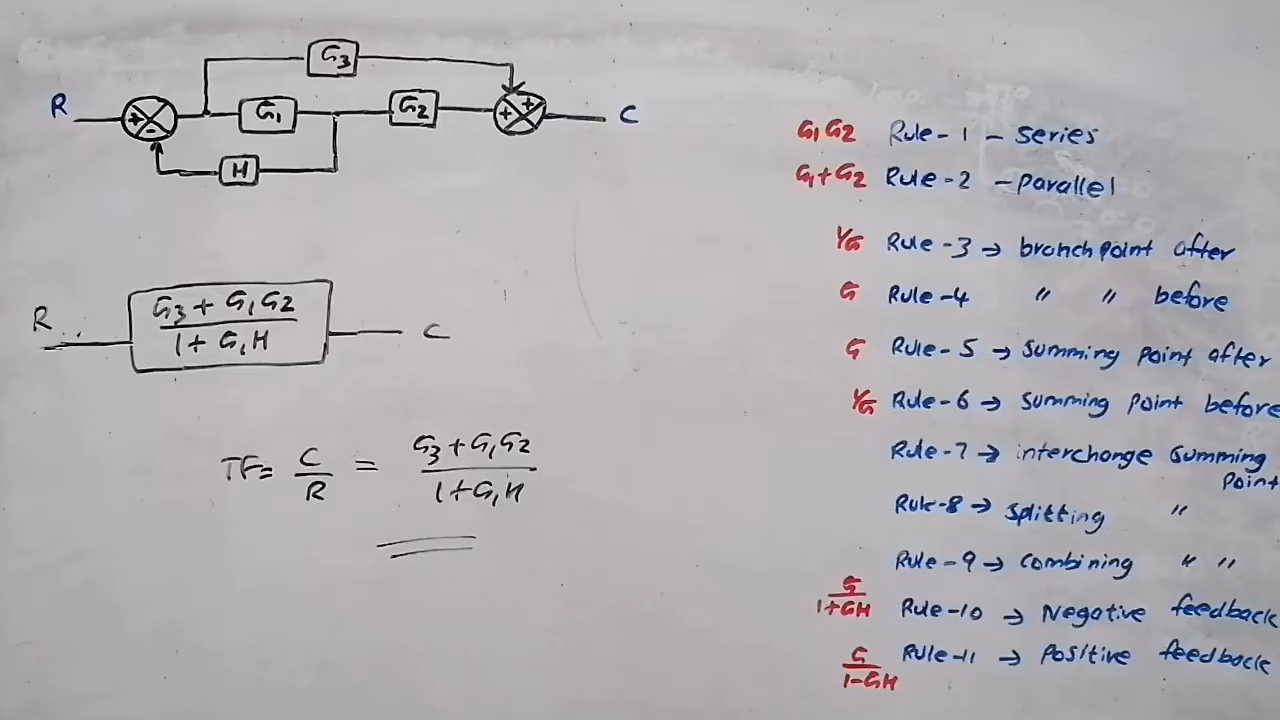 G3
R + - G1 G2 + + C
H
G1G2 Rule-1 - series
G1+G2 Rule-2 - parallel
1/G Rule-3 → branch point after
G Rule-4 " " before
G Rule-5 → summing point after
1/G Rule-6 → summing point before
Rule-7 → interchange summing
point
Rule-8 → splitting "
Rule-9 → combining " "
G/1+GH Rule-10 → Negative feedback
G/1-GH Rule-11 → positive feedback
R G3+G1G2/1+G1H C
TF= C/R = G3+G1G2/1+G1H